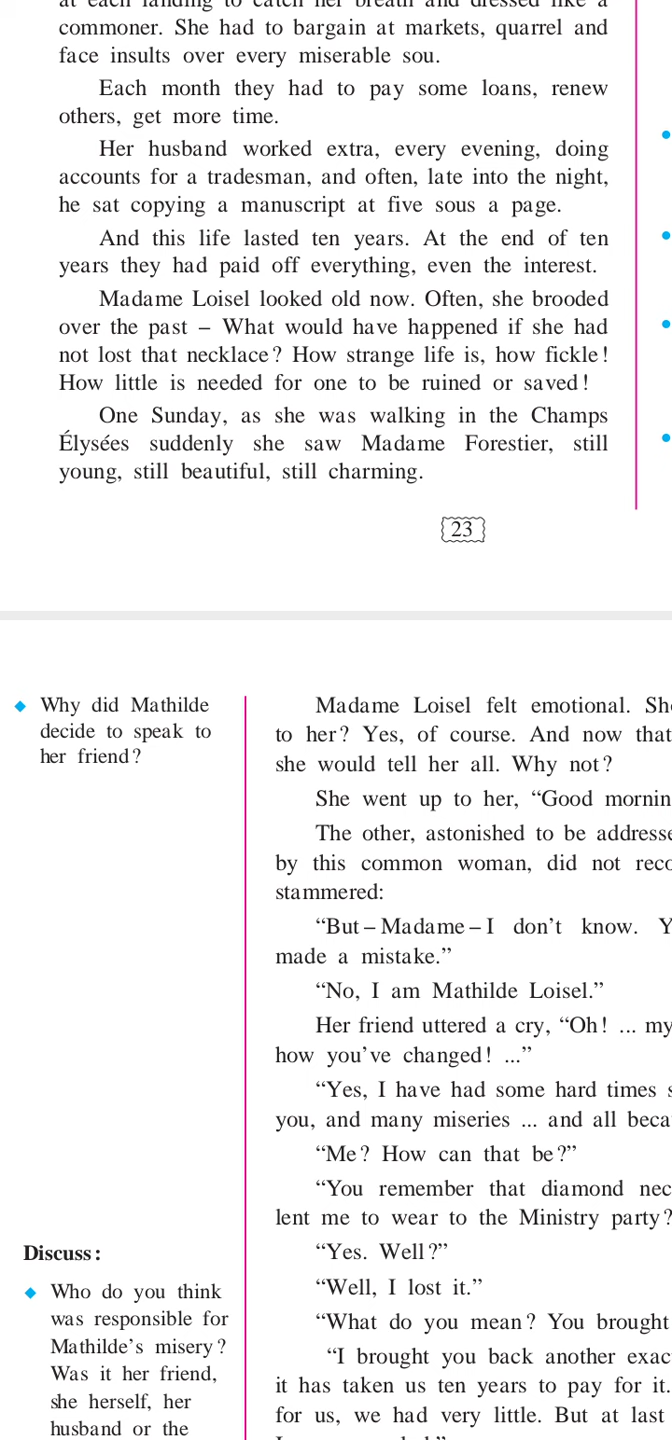 at each landing to catch her breath and dressed like a
commoner. She had to bargain at markets, quarrel and
face insults over every miserable sou.
Each month they had to pay some loans, renew
others, get more time.
Her husband worked extra, every evening, doing
accounts for a tradesman, and often, late into the night,
he sat copying a manuscript at five sous a page.
And this life lasted ten years. At the end of ten
years they had paid off everything, even the interest.
Madame Loisel looked old now. Often, she brooded
over the past – What would have happened if she had
not lost that necklace? How strange life is, how fickle!
How little is needed for one to be ruined or saved!
One Sunday, as she was walking in the Champs
Élysées suddenly she saw Madame Forestier, still
young, still beautiful, still charming.
23
Why did Mathilde
decide to speak to
her friend?
Madame Loisel felt emotional.
to her? Yes, of course. And now that
she would tell her all. Why not?
She went up to her, “Good
The other, astonished to be
by this common woman, did not
stammered:
“But – Madame – I don’t know.
made a mistake.”
“No, I am Mathilde Loisel.”
Her friend uttered a cry, “Oh! ... my
how you’ve changed! ...”
“Yes, I have had some hard times
you, and many miseries ... and all
“Me? How can that be?”
“You remember that diamond
lent me to wear to the Ministry party?
“Yes. Well?”
“Well, I lost it.”
“What do you mean? You brought
“I brought you back another
it has taken us ten years to pay for it.
for us, we had very little. But at last
Discuss:
Who do you think
was responsible for
Mathilde’s misery?
Was it her friend,
she herself, her
husband or the